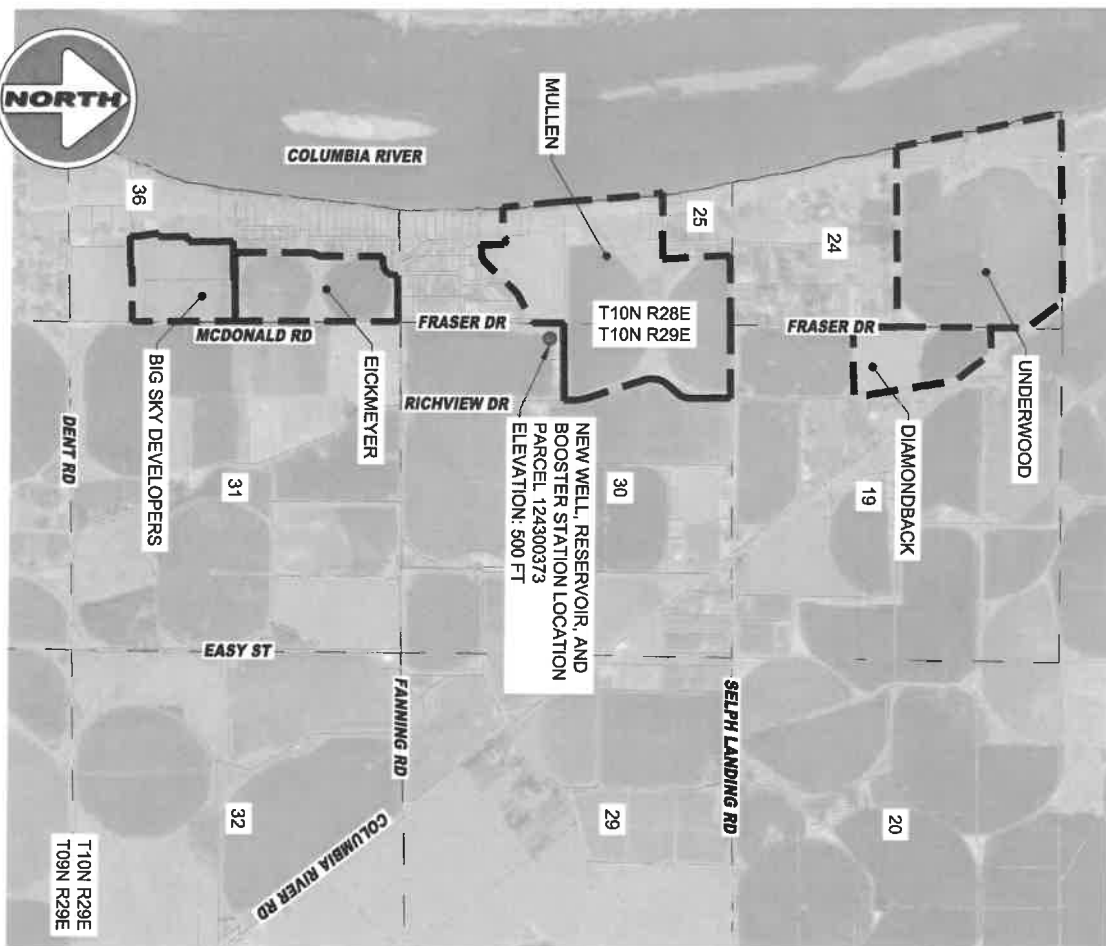 NORTH
COLUMBIA RIVER
MULLEN
36
25
24
T10N R28E
T10N R29E
FRASER DR
FRASER DR
MCDONALD RD
UNDERWOOD
EICKMEYER
BIG SKY DEVELOPERS
DIAMONDBACK
RICHVIEW DR
DENT RD
NEW WELL, RESERVOIR, AND
BOOSTER STATION LOCATION
PARCEL 124300373
ELEVATION: 500 FT
31
30
19
EASY ST
FANNING RD
SELPH LANDING RD
32
29
20
COLUMBIA RIVER RD
T10N R29E
T09N R29E